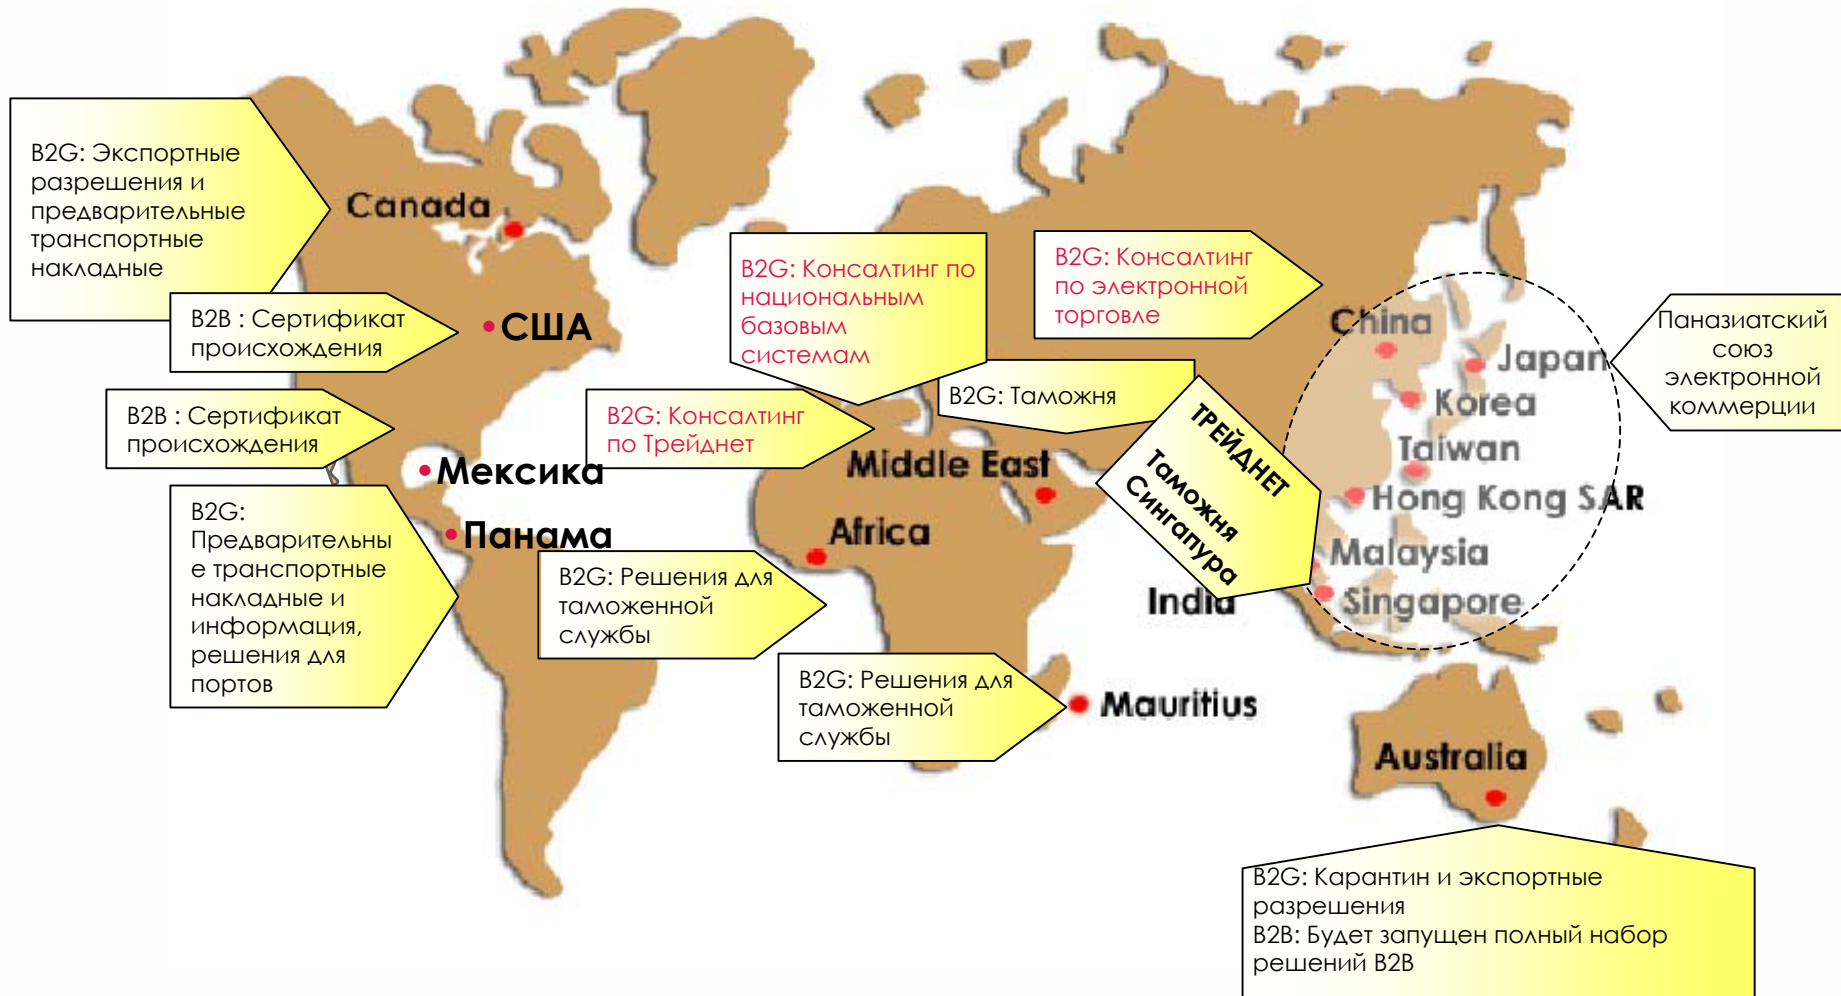 B2G: Экспортные
разрешения и
предварительные
транспортные
накладные
Canada
B2B : Сертификат
происхождения
США
B2B : Сертификат
происхождения
Мексика
B2G:
Предварительны
е транспортные
накладные и
информация,
решения для
портов
Панама
B2G: Консалтинг по
национальным
базовым
системам
B2G: Консалтинг
по электронной
торговле
B2G: Консалтинг
по Трейднет
B2G: Таможня
Middle East
Africa
B2G: Решения для
таможенной
службы
B2G: Решения для
таможенной
службы
Mauritius
ТРЕЙДНЕТ
Таможня
Сингапура
India
China
Japan
Korea
Taiwan
Hong Kong SAR
Malaysia
Singapore
Паназиатский
союз
электронной
коммерции
Australia
B2G: Карантин и экспортные
разрешения
B2B: Будет запущен полный набор
решений B2B